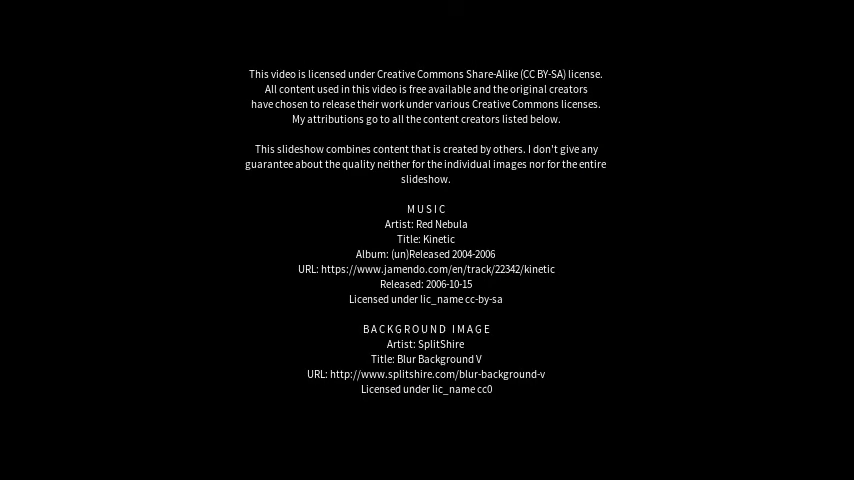 This video is licensed under Creative Commons Share-Alike (CC BY-SA) license.
All content used in this video is free available and the original creators
have chosen to release their work under various Creative Commons licenses.
My attributions go to all the content creators listed below.
This slideshow combines content that is created by others. I don't give any
guarantee about the quality neither for the individual images nor for the entire
slideshow.
MUSIC
Artist: Red Nebula
Title: Kinetic
Album: (un)Released 2004-2006
URL: https://www.jamendo.com/en/track/22342/kinetic
Released: 2006-10-15
Licensed under lic_name cc-by-sa
BACKGROUND IMAGE
Artist: SplitShire
Title: Blur Background V
URL: http://www.splitshire.com/blur-background-v
Licensed under lic_name cc0